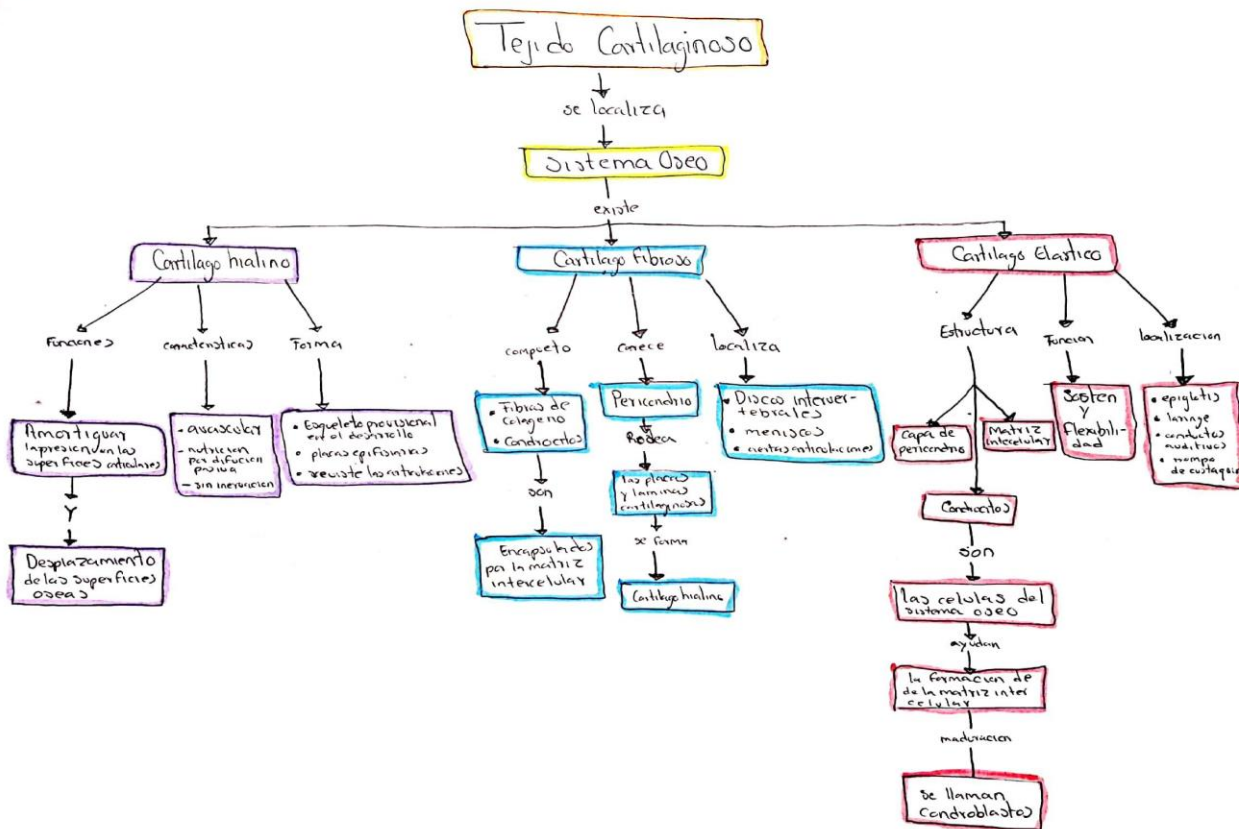 Tejido Cartilaginoso
se localiza
sistema Oseo
existe
Cartilago hialino
Funciones
características
Forma
Amortiguar
la presion en las
superficies articulares
y
Desplazamiento
de las superficies
oseas
- avascular
- nutricion
por difucion
pasiva
- sin inervacion
• Esqueleto provisional
en el desarrollo
• placas epifisiarias
• reviste las articulaciones
Cartilago Fibroso
compueto
• Fibras de
colageno
• Condrocitos
son
Encapsulados
por la matriz
intercelular
carece
Pericondrio
Rodea
las placas
y laminas
cartilaginosas
se forma
Cartilago hialino
localiza
• Discos interver-
tebrales
• meniscos
• ciertas articulaciones
Cartilago Elastico
Estructura
capa de
pericondrio
matriz
intercelular
Condrocitos
son
las celulas del
sistema oseo
ayudan
la formacion de
de la matriz inter
celular
maduracion
se llaman
condroblastos
Funcion
Sosten
y
Flexibili-
dad
localizacion
• epiglotis
• laringe
• conductos
auditivos
• trompa
de eustaquio